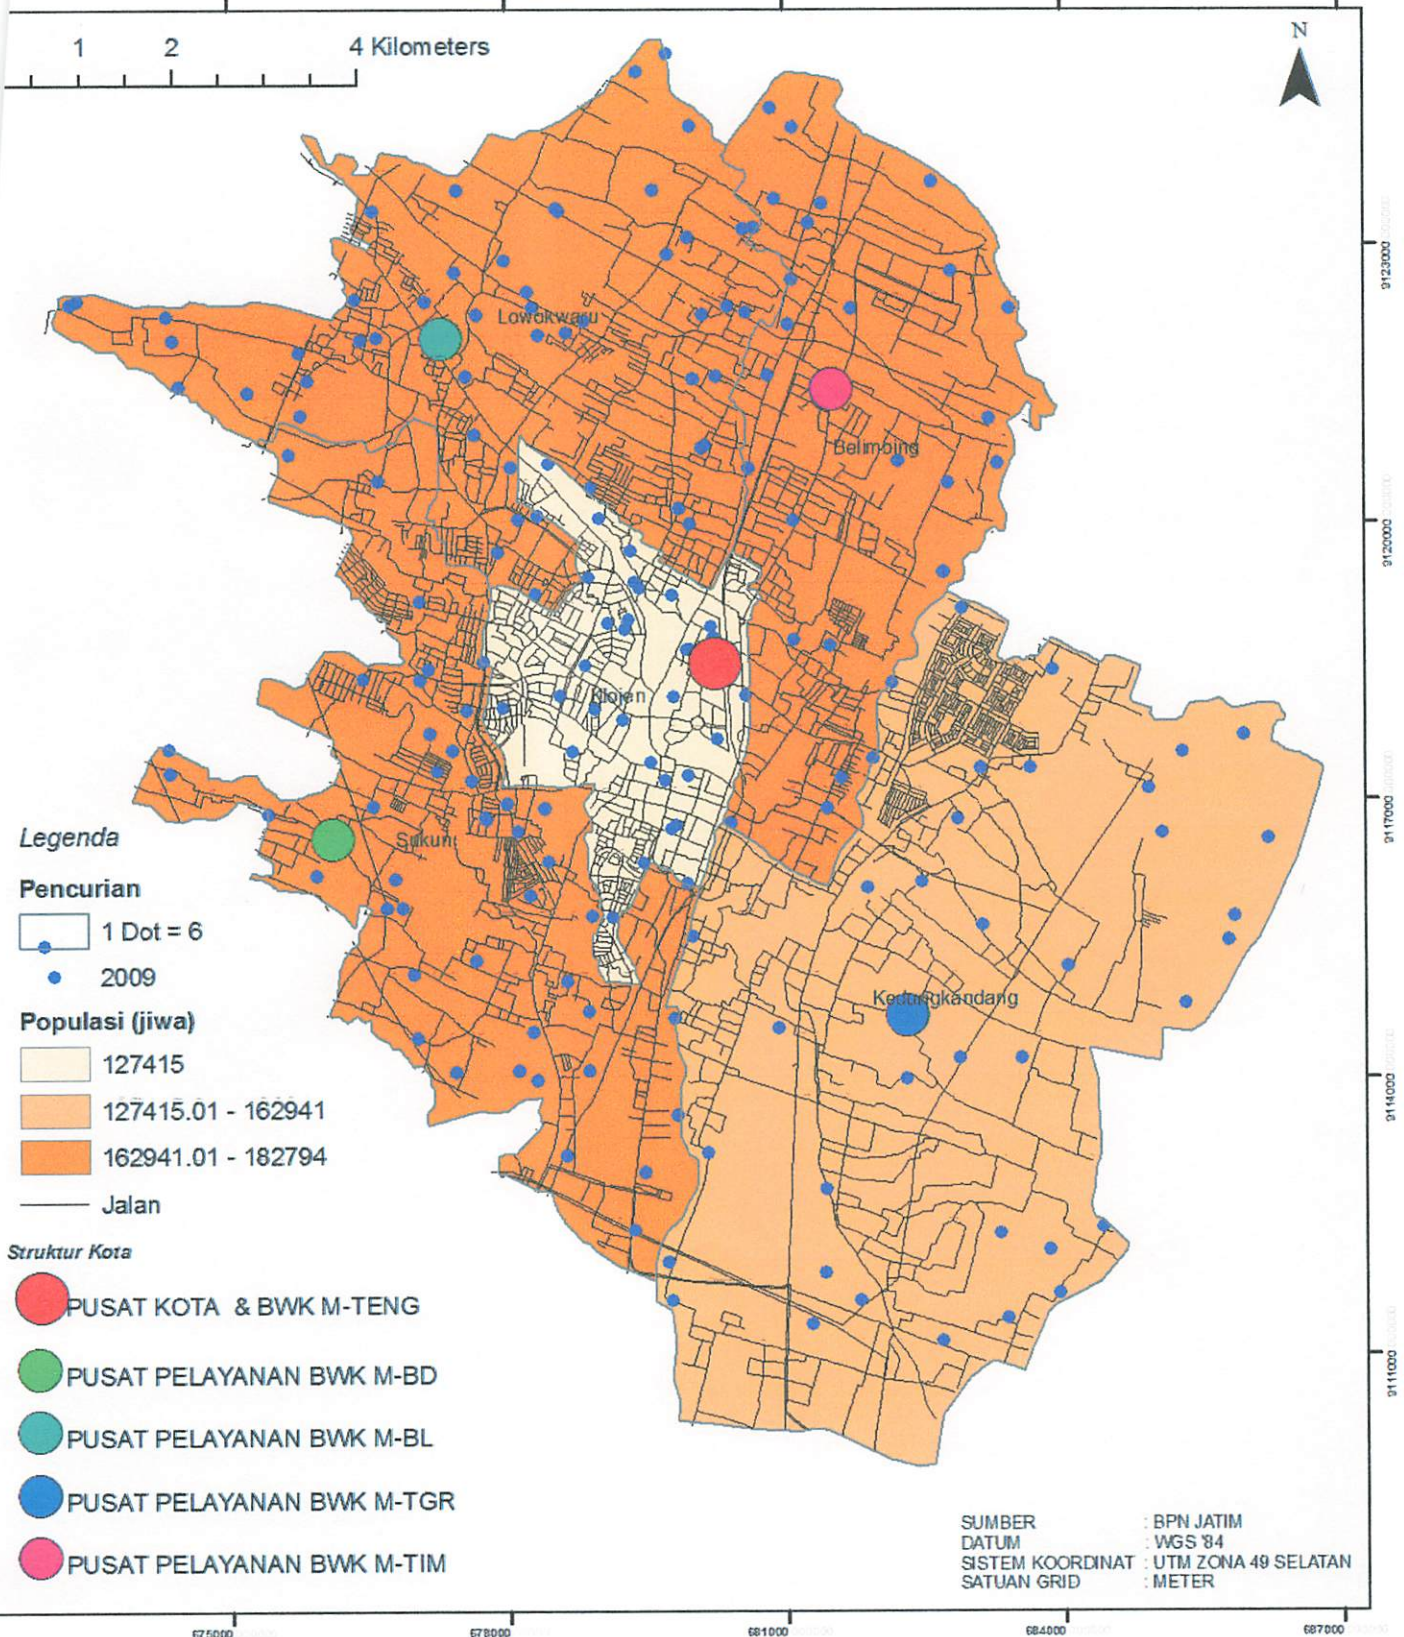 1 2 4 Kilometers
N
9123000
Lowokwaru
Belimbing
9120000
Klojen
9117000
Sukun
Legenda
Pencurian
1 Dot = 6
2009
Kedungkandang
Populasi (jiwa)
127415
9114000
127415.01 - 162941
162941.01 - 182794
Jalan
Struktur Kota
PUSAT KOTA & BWK M-TENG
9111000
PUSAT PELAYANAN BWK M-BD
PUSAT PELAYANAN BWK M-BL
PUSAT PELAYANAN BWK M-TGR
PUSAT PELAYANAN BWK M-TIM
SUMBER : BPN JATIM
DATUM : WGS '84
SISTEM KOORDINAT : UTM ZONA 49 SELATAN
SATUAN GRID : METER
675000 678000 681000 684000 687000